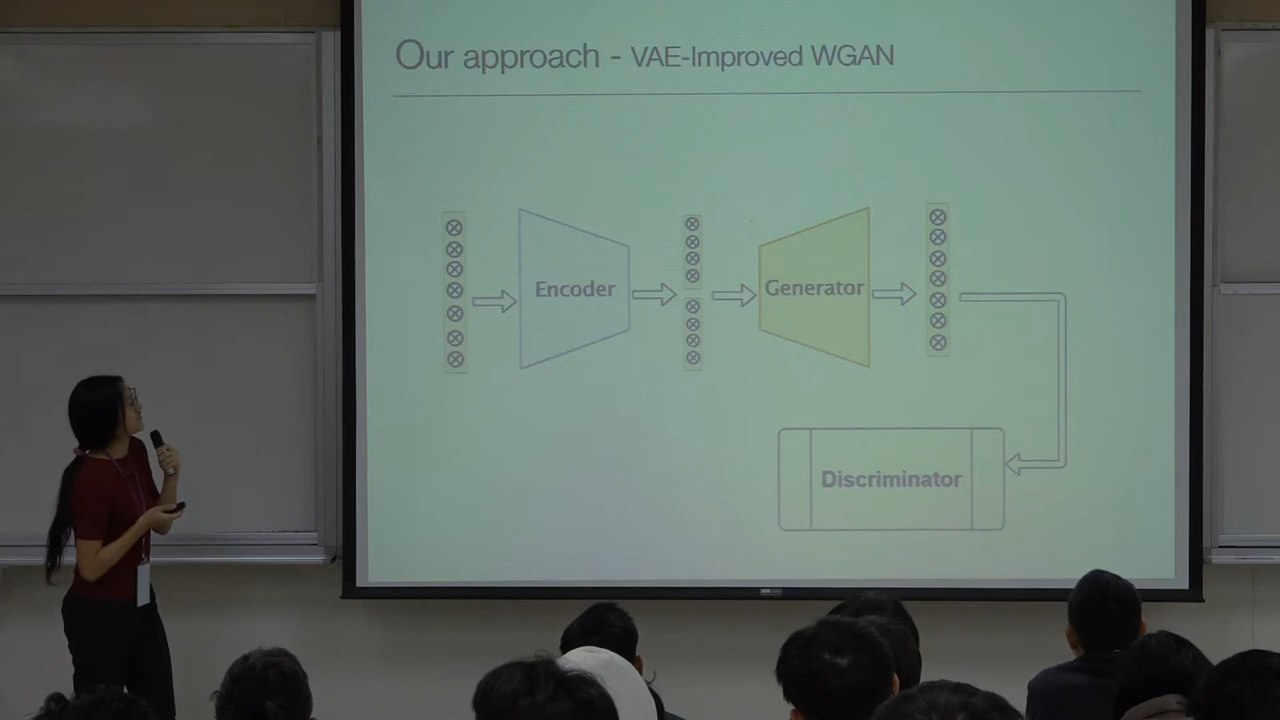 Our approach - VAE-Improved WGAN
Encoder
Generator
Discriminator